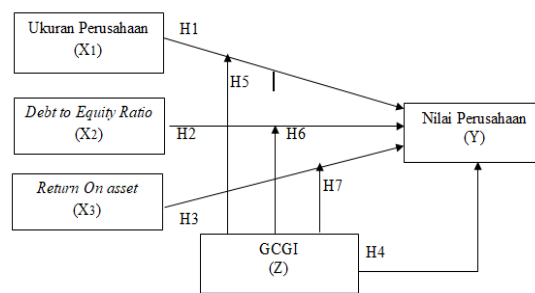 Ukuran Perusahaan
(X1)
H1
H5
Debt to Equity Ratio
(X2)
H2
H6
Nilai Perusahaan
(Y)
Return On asset
(X3)
H3
H7
GCGI
(Z)
H4